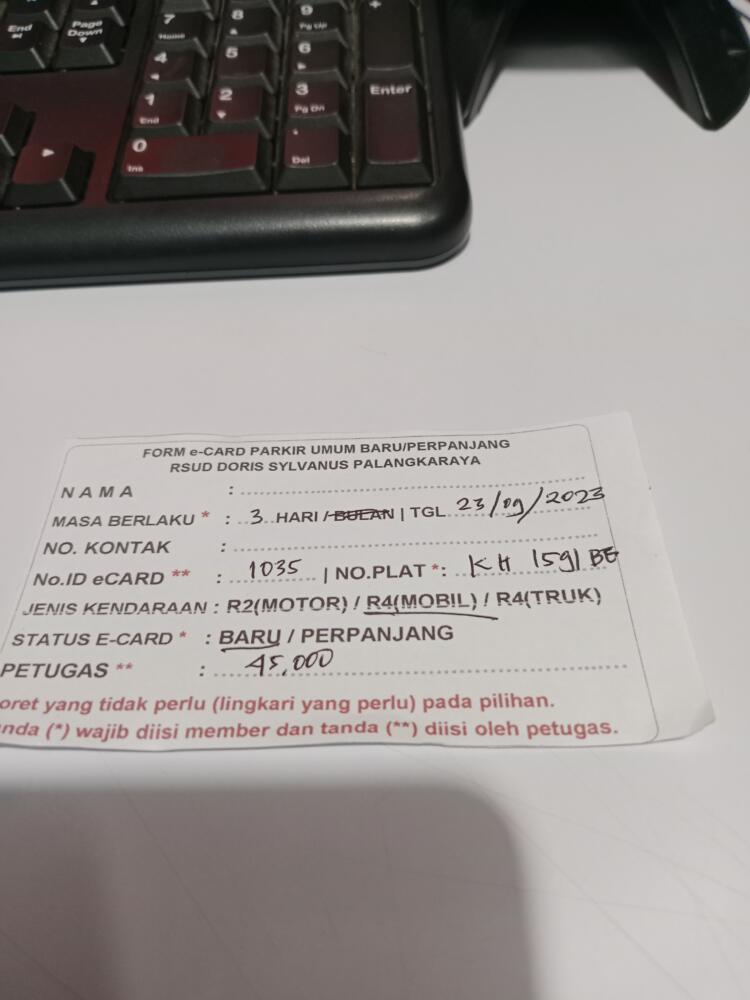 End
Page
Down
7
Home
8
9
Pg Up
+
4
5
6
1
End
2
3
Pg Dn
Enter
0
Ins
.
Del
FORM e-CARD PARKIR UMUM BARU/PERPANJANG
RSUD DORIS SYLVANUS PALANGKARAYA
NAMA :
MASA BERLAKU * : 3 HARI / BULAN | TGL 23/09/2023
NO. KONTAK :
No.ID eCARD ** : 1035 | NO.PLAT *: KH 1591 BE
JENIS KENDARAAN : R2(MOTOR) / R4(MOBIL) / R4(TRUK)
STATUS E-CARD * : BARU / PERPANJANG
PETUGAS ** : 45,000
oret yang tidak perlu (lingkari yang perlu) pada pilihan.
nda (*) wajib diisi member dan tanda (**) diisi oleh petugas.